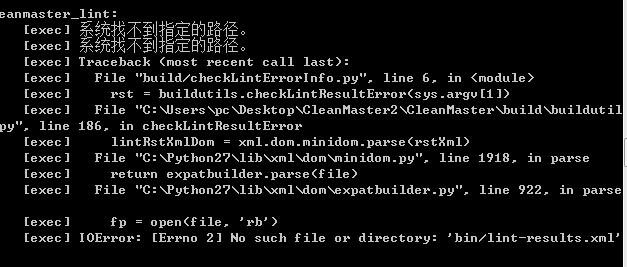 eanmaster_lint:
[exec] 系统找不到指定的路径。
[exec] 系统找不到指定的路径。
[exec] Traceback (most recent call last):
[exec]   File "build/checkLintErrorInfo.py", line 6, in <module>
[exec]     rst = buildutils.checkLintResultError(sys.argv[1])
[exec]   File "C:\Users\pc\Desktop\CleanMaster2\CleanMaster\build\buildutil
py", line 186, in checkLintResultError
[exec]     lintRstXmlDom = xml.dom.minidom.parse(rstXml)
[exec]   File "C:\Python27\lib\xml\dom\minidom.py", line 1918, in parse
[exec]     return expatbuilder.parse(file)
[exec]   File "C:\Python27\lib\xml\dom\expatbuilder.py", line 922, in parse
[exec]     fp = open(file, 'rb')
[exec] IOError: [Errno 2] No such file or directory: 'bin/lint-results.xml'